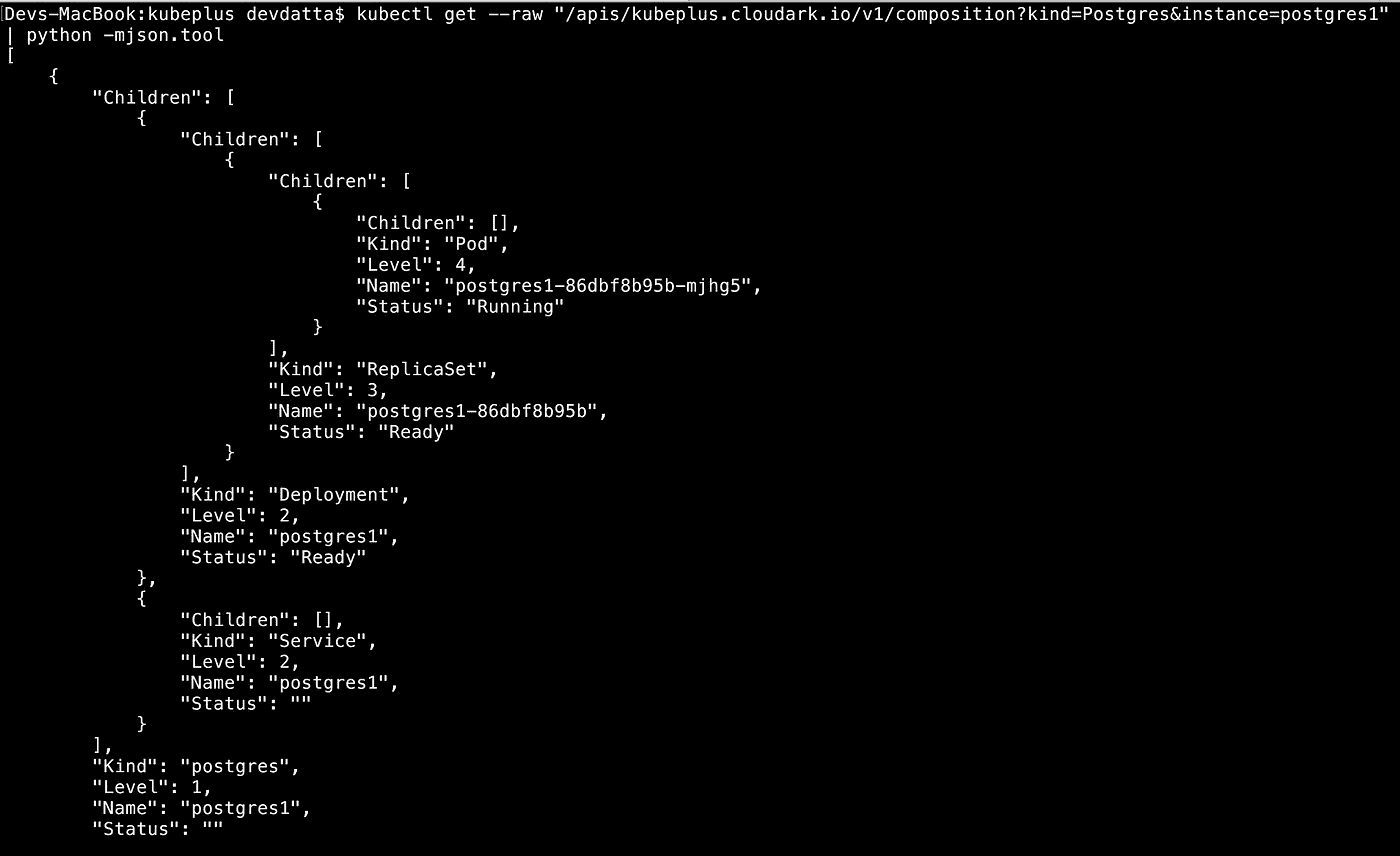 [Devs-MacBook:kubeplus devdatta$ kubectl get --raw "/apis/kubeplus.cloudark.io/v1/composition?kind=Postgres&instance=postgres1"
| python -mjson.tool
[
    {
        "Children": [
            {
                "Children": [
                    {
                        "Children": [
                            {
                                "Children": [],
                                "Kind": "Pod",
                                "Level": 4,
                                "Name": "postgres1-86dbf8b95b-mjhg5",
                                "Status": "Running"
                            }
                        ],
                        "Kind": "ReplicaSet",
                        "Level": 3,
                        "Name": "postgres1-86dbf8b95b",
                        "Status": "Ready"
                    }
                ],
                "Kind": "Deployment",
                "Level": 2,
                "Name": "postgres1",
                "Status": "Ready"
            },
            {
                "Children": [],
                "Kind": "Service",
                "Level": 2,
                "Name": "postgres1",
                "Status": ""
            }
        ],
        "Kind": "postgres",
        "Level": 1,
        "Name": "postgres1",
        "Status": ""